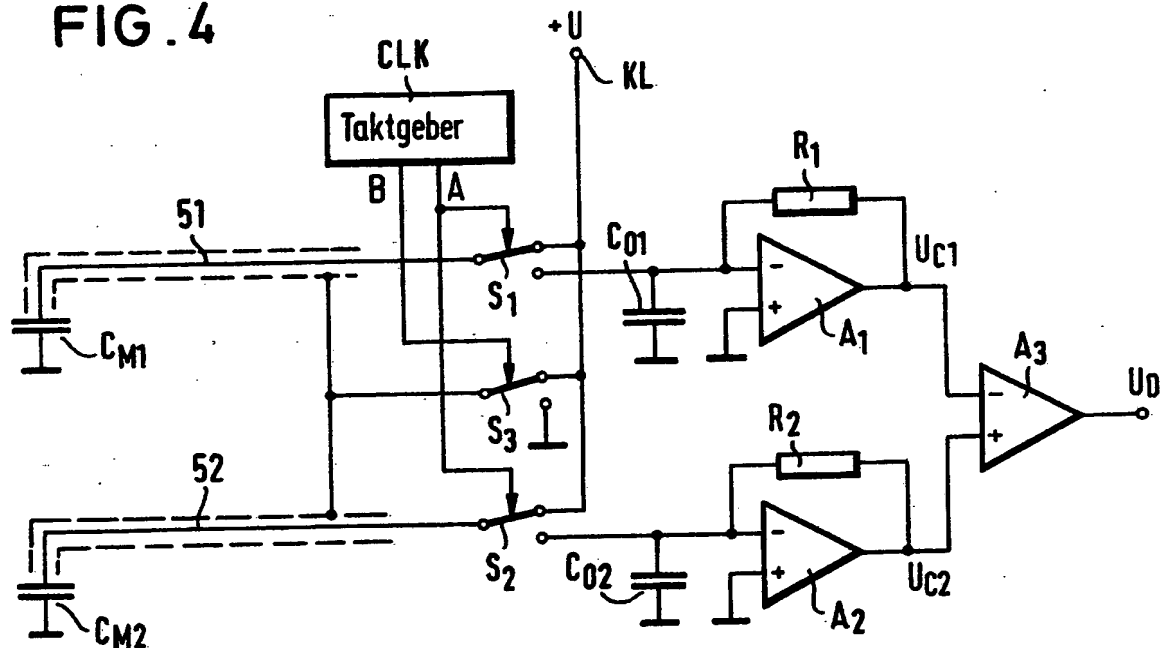 FIG. 4
+U
KL
CLK
Taktgeber
B
A
51
S1
C01
R1
UC1
A1
CM1
S3
A3
UD
R2
52
S2
C02
UC2
A2
CM2